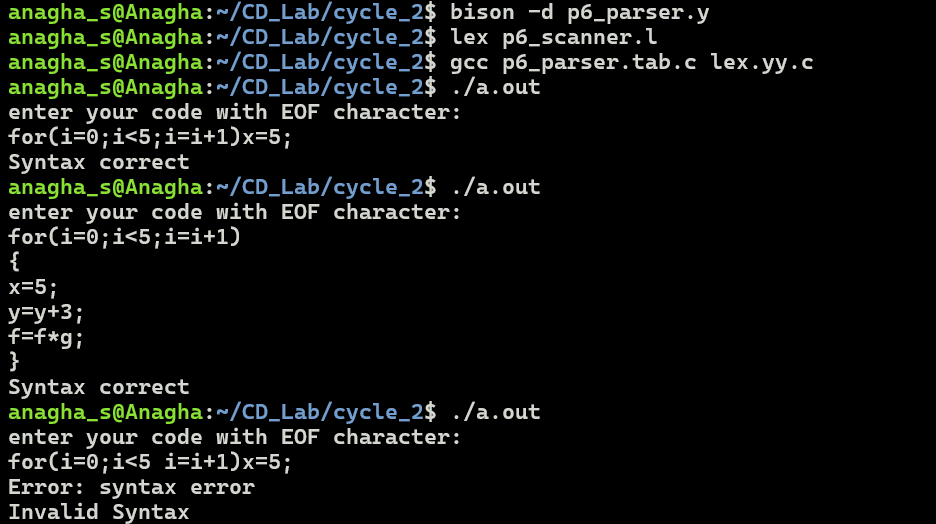 anagha_s@Anagha:~/CD_Lab/cycle_2$ bison -d p6_parser.y
anagha_s@Anagha:~/CD_Lab/cycle_2$ lex p6_scanner.l
anagha_s@Anagha:~/CD_Lab/cycle_2$ gcc p6_parser.tab.c lex.yy.c
anagha_s@Anagha:~/CD_Lab/cycle_2$ ./a.out
enter your code with EOF character:
for(i=0;i<5;i=i+1)x=5;
Syntax correct
anagha_s@Anagha:~/CD_Lab/cycle_2$ ./a.out
enter your code with EOF character:
for(i=0;i<5;i=i+1)
{
x=5;
y=y+3;
f=f*g;
}
Syntax correct
anagha_s@Anagha:~/CD_Lab/cycle_2$ ./a.out
enter your code with EOF character:
for(i=0;i<5 i=i+1)x=5;
Error: syntax error
Invalid Syntax